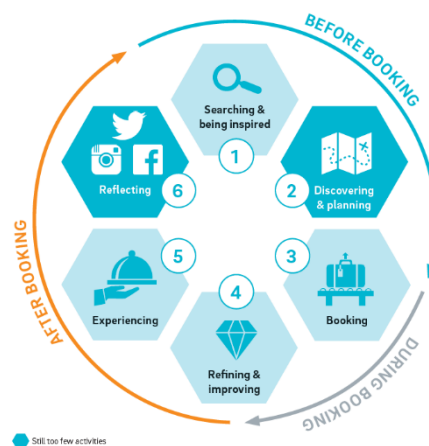 BEFORE BOOKING
Searching &
being inspired
1
Reflecting
6
2
Discovering
& planning
5
3
Experiencing
4
Booking
Refining &
improving
AFTER BOOKING
DURING BOOKING
Still too few activities